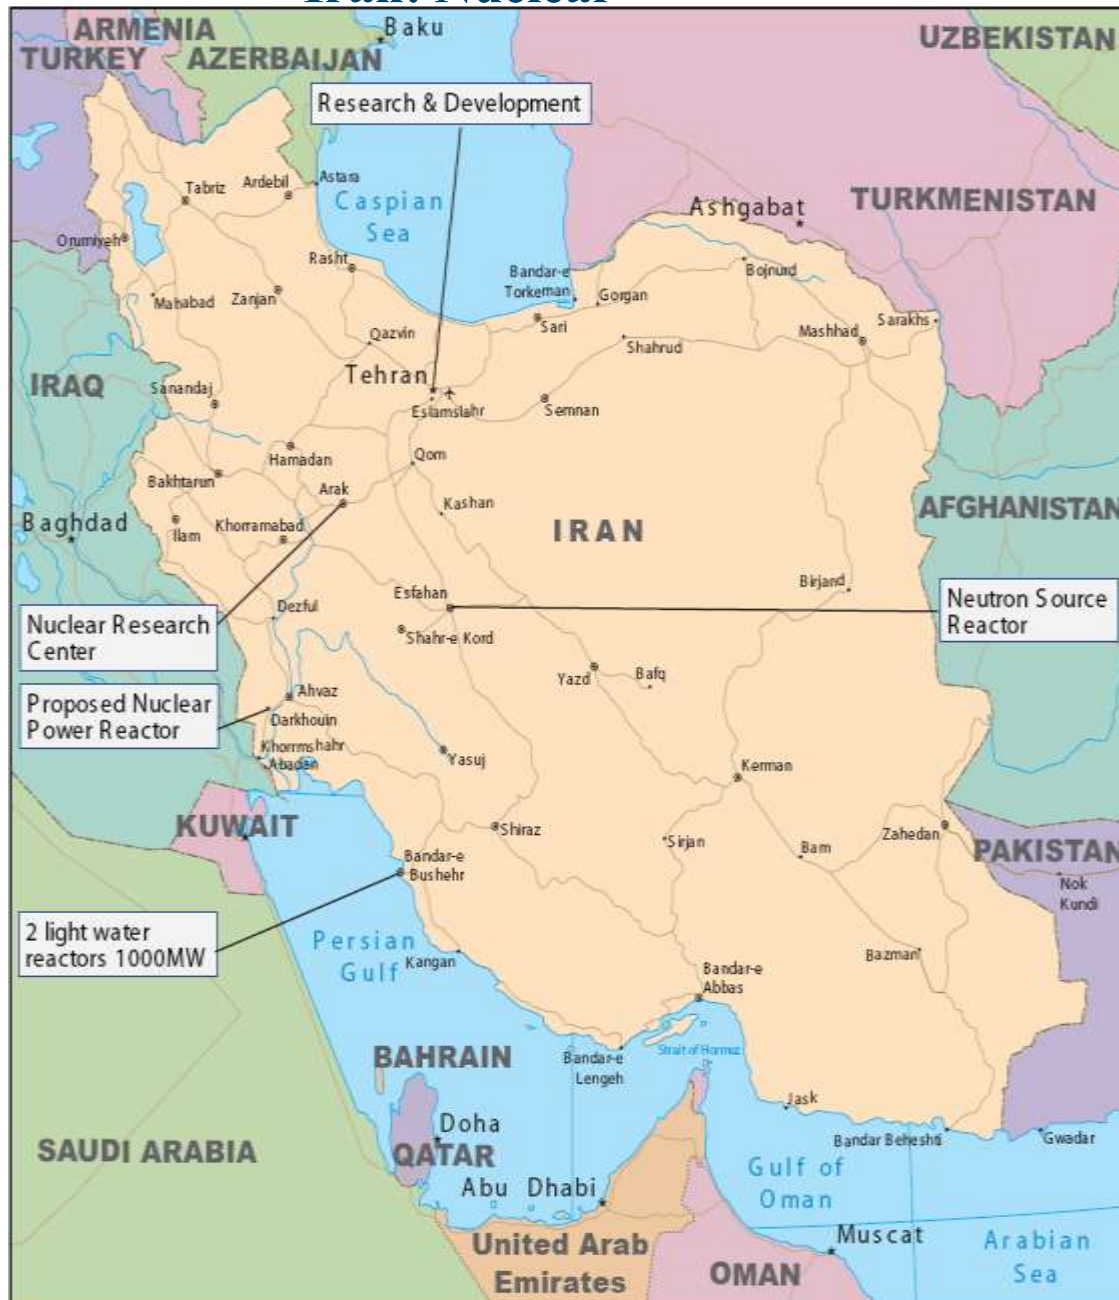 Iran: Nuclear
ARMENIA
Baku
UZBEKISTAN
TURKEY
AZERBAIJAN
Research & Development
Tabriz
Ardebil
Astara
Caspian
Sea
Ashgabat
TURKMENISTAN
Orumiyeh
Rasht
Bandar-e
Torkeman
Gorgan
Bojnurd
Mahabad
Zanjan
Sari
Sarakhs
Mashhad
Qazvin
Shahrud
IRAQ
Tehran
Sanandaj
Eslamslahr
Semnan
Hamadan
Qom
Bakhtarun
Arak
Kashan
Baghdad
Ilam
Khorramabad
IRAN
AFGHANISTAN
Birjand
Nuclear Research
Center
Dezful
Esfahan
Shahr-e Kord
Neutron Source
Reactor
Yazd
Bafq
Proposed Nuclear
Power Reactor
Ahvaz
Darkhouin
Khorrmshahr
Abadan
Yasuj
Kerman
KUWAIT
Shiraz
Sirjan
Bam
Zahedan
PAKISTAN
Bandar-e
Bushehr
Nok
Kundi
2 light water
reactors 1000MW
Persian
Gulf
Kangan
Bazman
Bandar-e
Abbas
BAHRAIN
Bandar-e
Lengeh
Strait of Hormuz
Jask
SAUDI ARABIA
Doha
QATAR
Bandar Beheshti
Gwadar
Abu Dhabi
Gulf of
Oman
United Arab
Emirates
OMAN
Muscat
Arabian
Sea